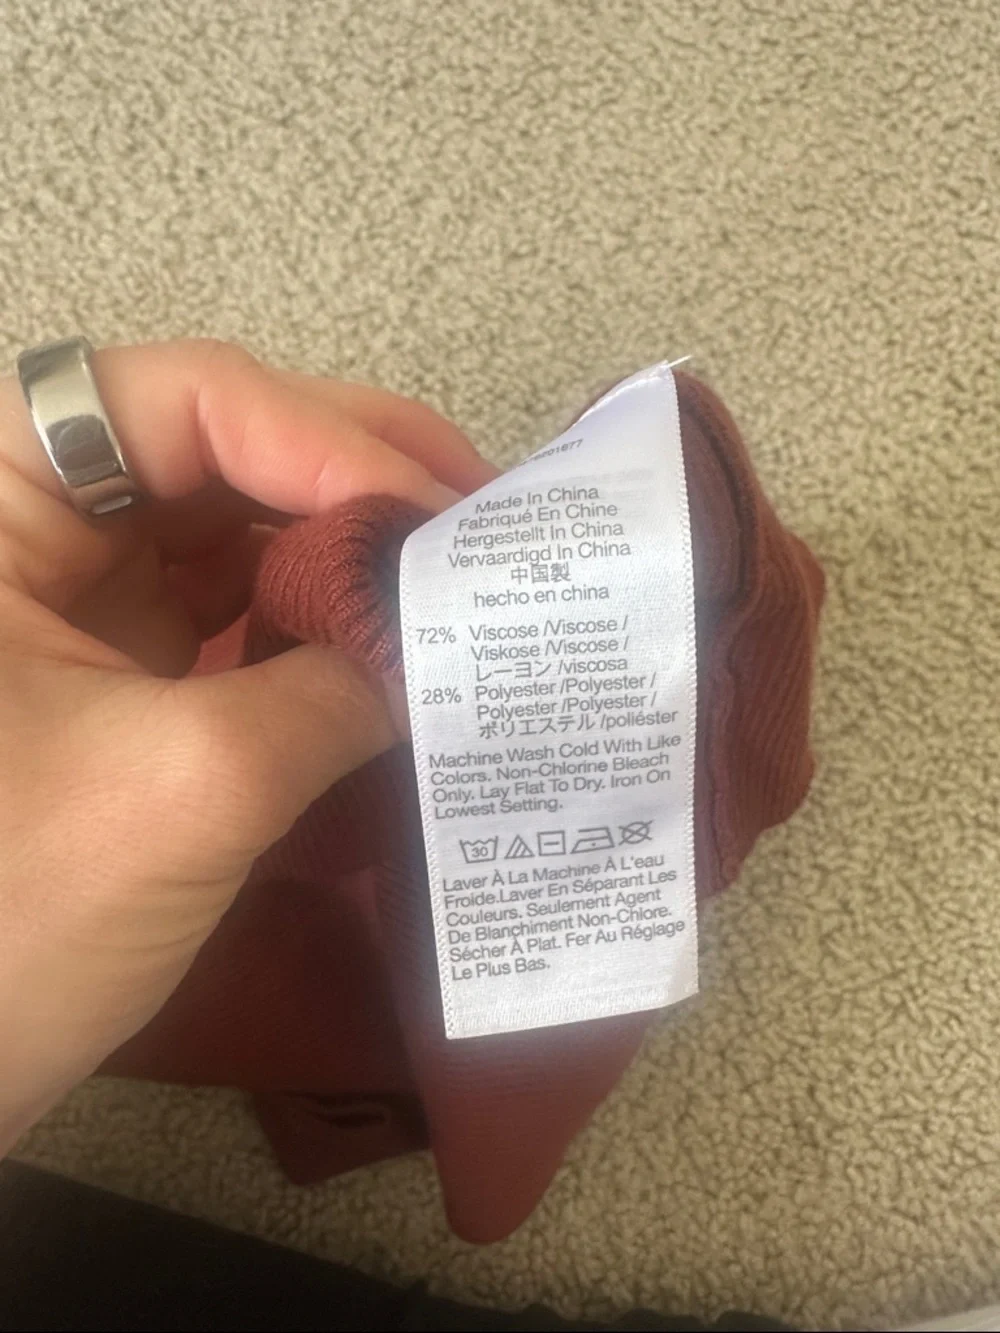 Made In China
Fabriqué En Chine
Hergestellt In China
Vervaardigd In China
中国製
hecho en china
72% Viscose /Viscose /
Viskose /Viscose /
レーヨン /viscosa
28% Polyester /Polyester /
Polyester /Polyester /
ポリエステル /poliéster
Machine Wash Cold With Like
Colors. Non-Chlorine Bleach
Only. Lay Flat To Dry. Iron On
Lowest Setting.
30
Laver À La Machine À L'eau
Froide.Laver En Séparant Les
Couleurs. Seulement Agent
De Blanchiment Non-Chlore.
Sécher À Plat. Fer Au Réglage
Le Plus Bas.